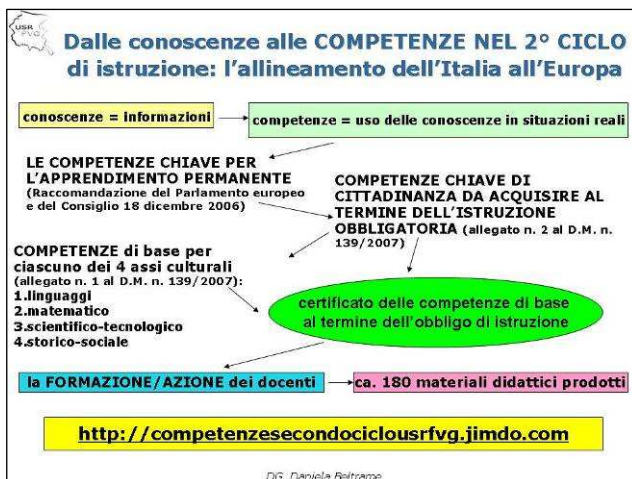 USR
FVG
Dalle conoscenze alle COMPETENZE NEL 2° CICLO
di istruzione: l'allineamento dell'Italia all'Europa
conoscenze = informazioni
competenze = uso delle conoscenze in situazioni reali
LE COMPETENZE CHIAVE PER
L'APPRENDIMENTO PERMANENTE
(Raccomandazione del Parlamento europeo
e del Consiglio 18 dicembre 2006)
COMPETENZE CHIAVE DI
CITTADINANZA DA ACQUISIRE AL
TERMINE DELL'ISTRUZIONE
OBBLIGATORIA (allegato n. 2 al D.M. n.
139/2007)
COMPETENZE di base per
ciascuno dei 4 assi culturali
(allegato n. 1 al D.M. n. 139/2007):
1.linguaggi
2.matematico
3.scientifico-tecnologico
4.storico-sociale
certificato delle competenze di base
al termine dell'obbligo di istruzione
la FORMAZIONE/AZIONE dei docenti
ca. 180 materiali didattici prodotti
http://competenzesecondociclousrfvg.jimdo.com
DG Daniela Beltrame